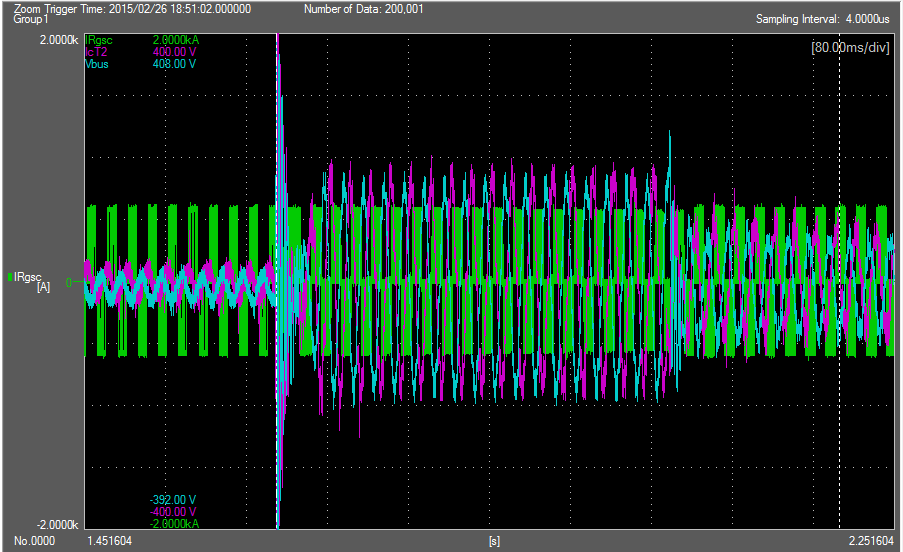 Zoom Trigger Time: 2015/02/26 18:51:02.000000 Number of Data: 200,001
Group1 Sampling Interval: 4.0000us
2.0000k IRgsc 2.0000kA [80.00ms/div]
IcT2 400.00 V
Vbus 408.00 V
IRgsc
[A] 0
-392.00 V
-400.00 V
-2.0000k -2.0000kA
No.0000 1.451604 [s] 2.251604